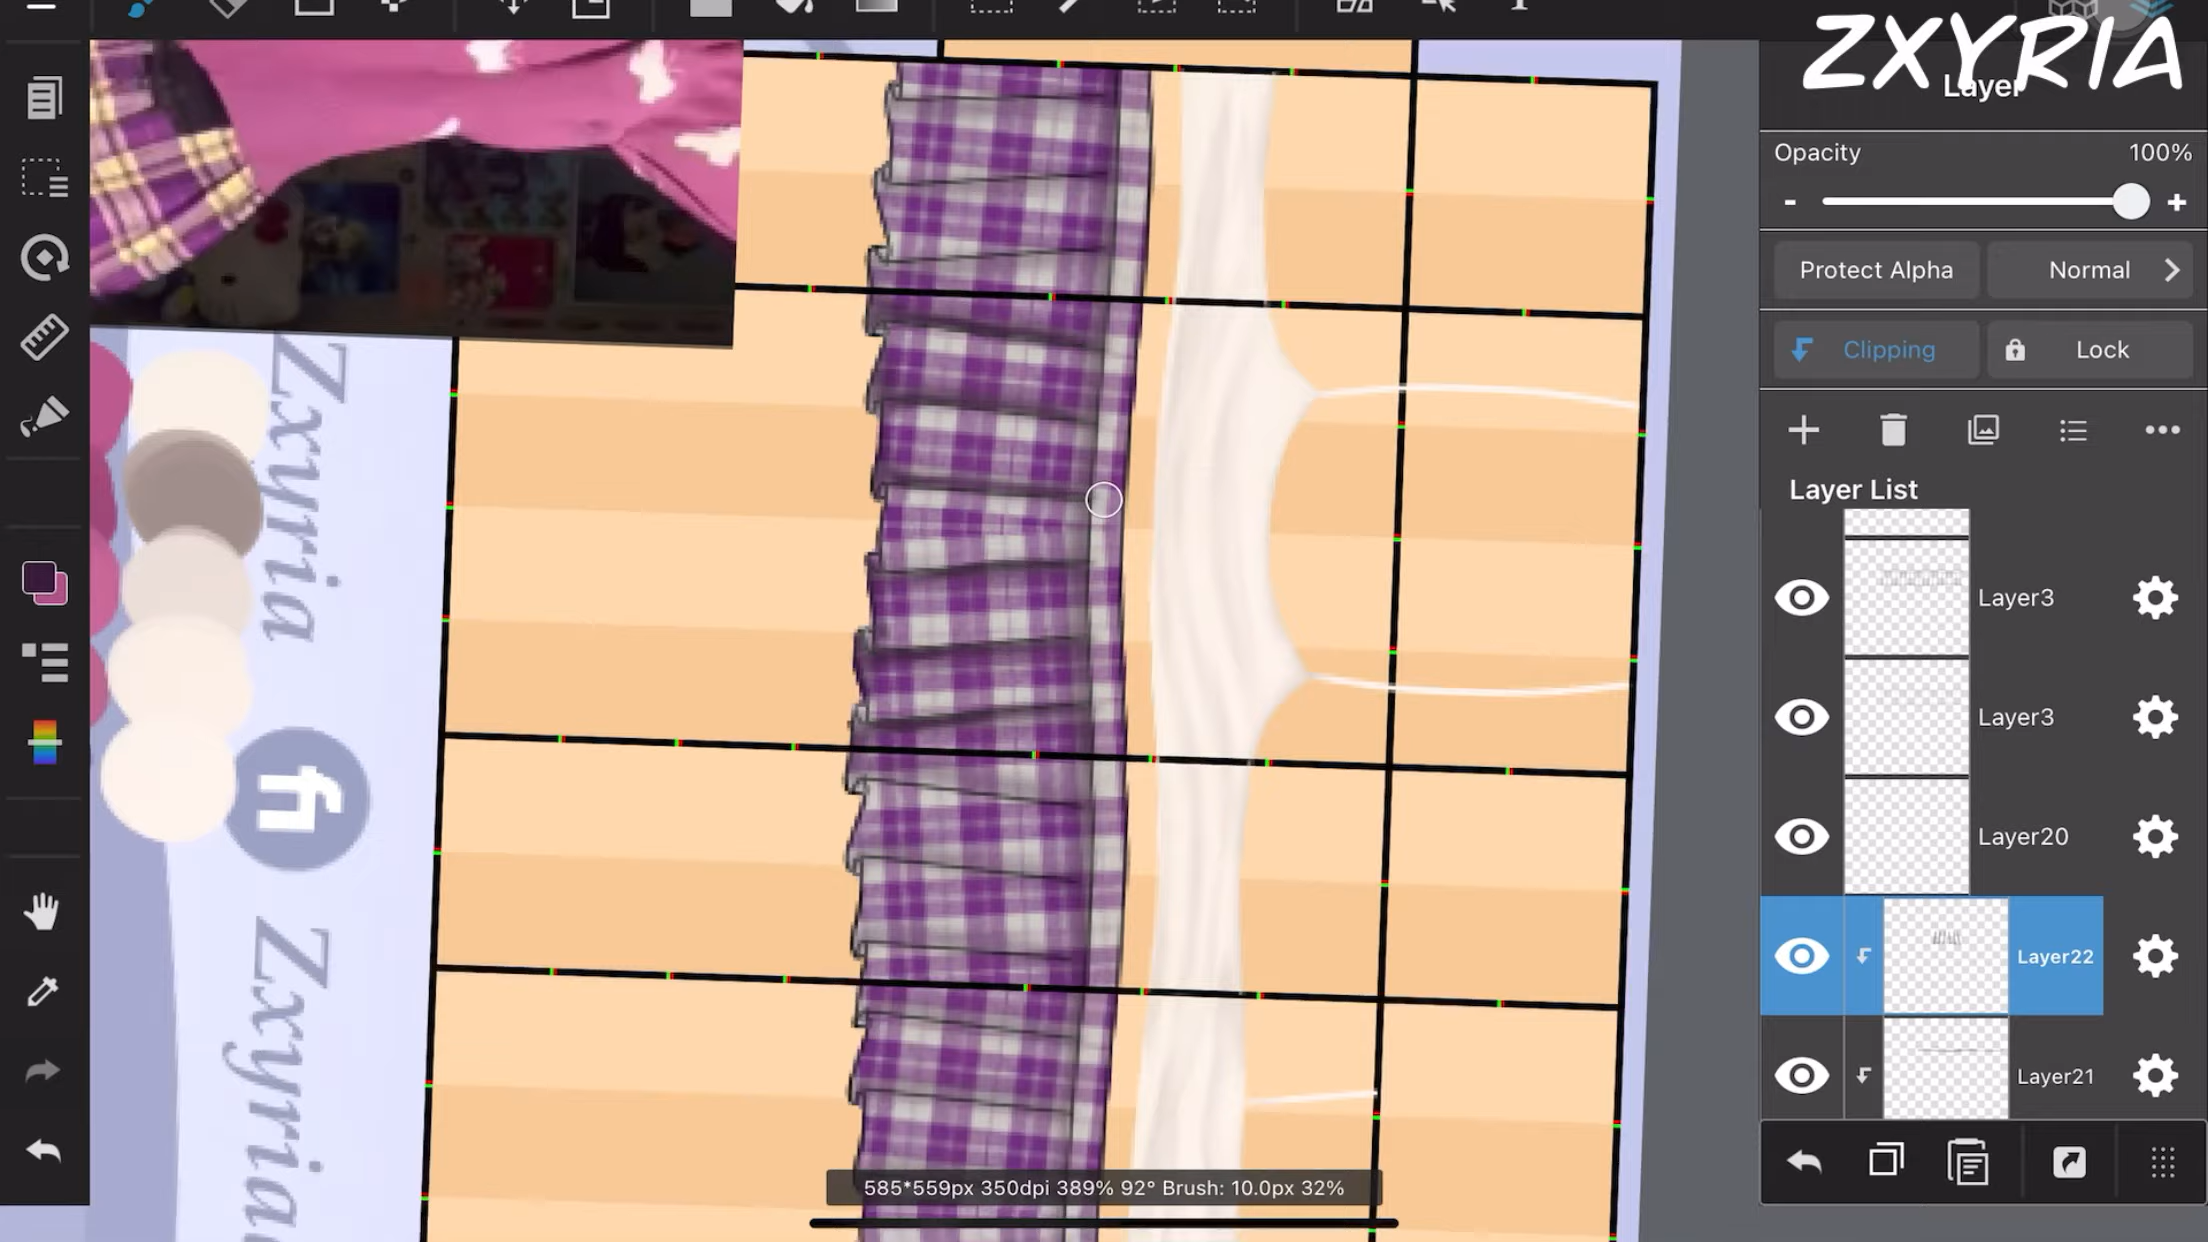 ZXYRIA
Layer
Opacity 100%
- +
Protect Alpha Normal
Clipping Lock
Layer List
Layer3
Layer3
Layer20
Layer22
Layer21
Zxyria
Zxyria
585*559px 350dpi 389% 92° Brush: 10.0px 32%